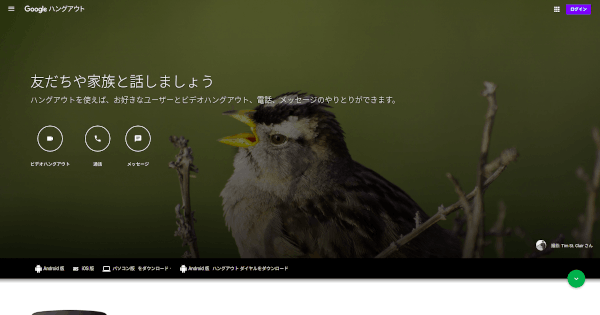 Google ハングアウト
ログイン
友だちや家族と話しましょう
ハングアウトを使えば、お好きなユーザーとビデオハングアウト、電話、メッセージのやりとりができます。
ビデオハングアウト
通話
メッセージ
撮影: Tim St. Clair さん
Android 版
iOS 版
パソコン版 をダウンロード
Android 版 ハングアウト ダイヤルをダウンロード